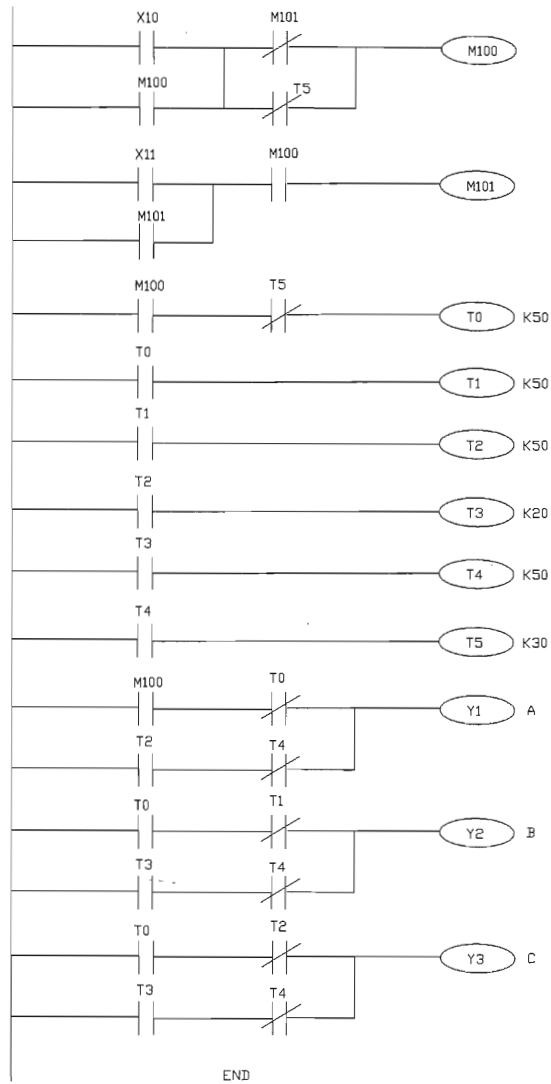 X10 M101
M100
M100 T5
X11 M100
M101
M101
M100 T5
T0 K50
T0
T1 K50
T1
T2 K50
T2
T3 K20
T3
T4 K50
T4
T5 K30
M100 T0
Y1 A
T2 T4
T0 T1
Y2 B
T3 T4
T0 T2
Y3 C
T3 T4
END